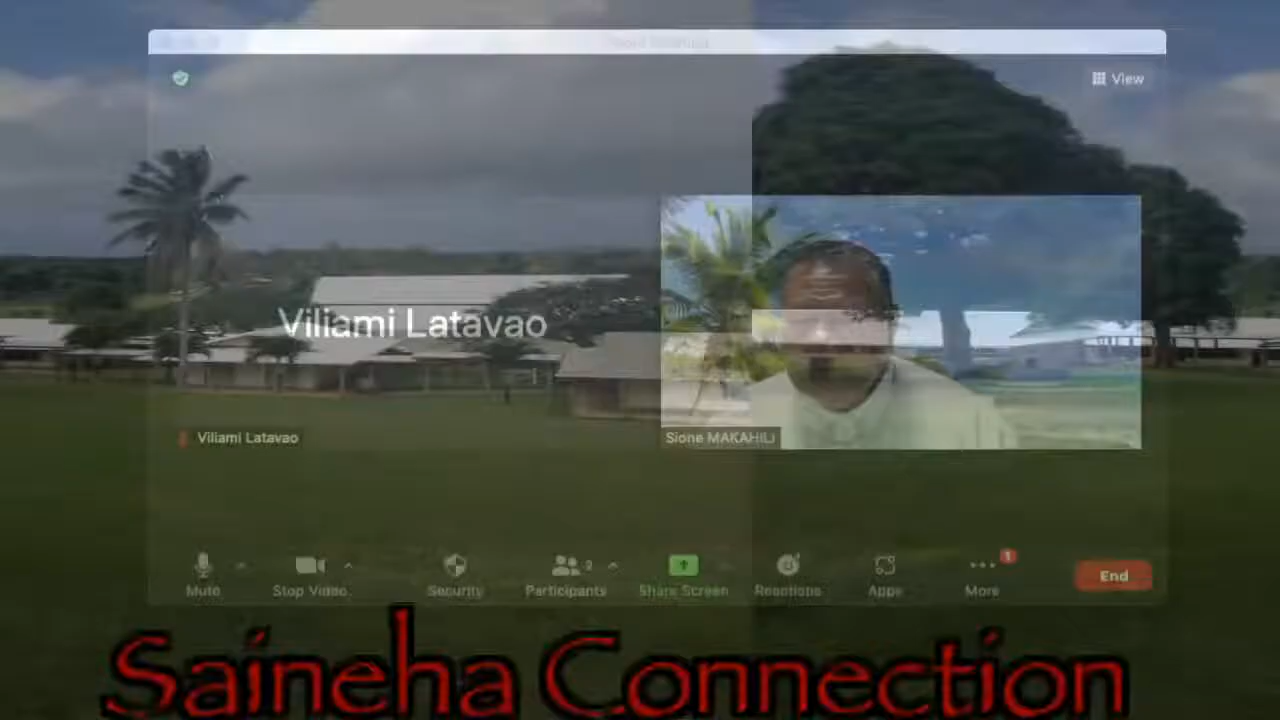 View
Viliami Latavao
Viliami Latavao
Sione MAKAHILI
Mute
Stop Video
Security
Participants
2
Share Screen
Reactions
Apps
More
1
End
Saineha Connection